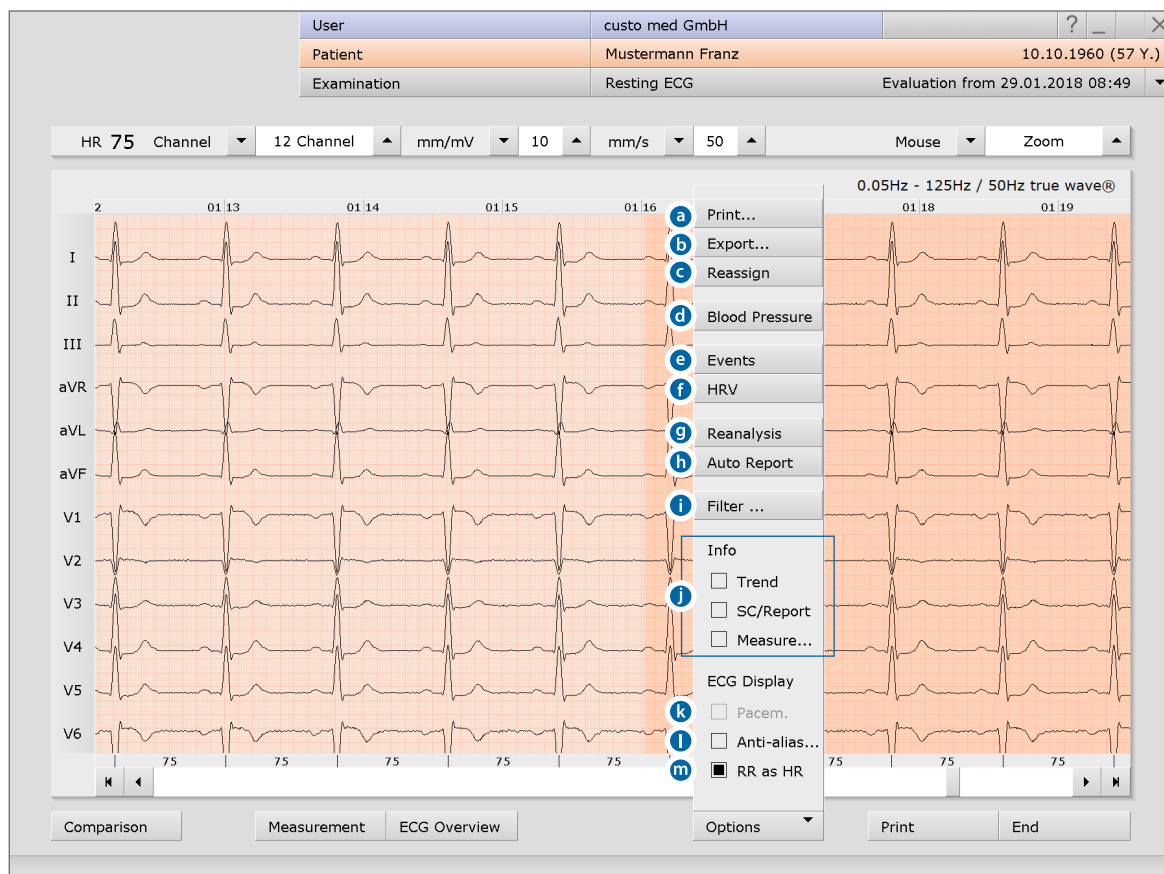 User custo med GmbH ? _ X
Patient Mustermann Franz 10.10.1960 (57 Y.)
Examination Resting ECG Evaluation from 29.01.2018 08:49
HR 75 Channel 12 Channel mm/mV 10 mm/s 50 Mouse Zoom
0.05Hz - 125Hz / 50Hz true wave®
2 01 13 01 14 01 15 01 16 01 18 01 19
a Print...
b Export...
I
c Reassign
II
d Blood Pressure
III
e Events
aVR
f HRV
aVL
g Reanalysis
h Auto Report
aVF
i Filter ...
V1
Info
V2
Trend
j
V3
SC/Report
Measure...
V4
ECG Display
V5
k Pacem.
V6
l Anti-alias...
75 75 75 75 75 75 75 75
m RR as HR
Comparison Measurement ECG Overview Options Print End